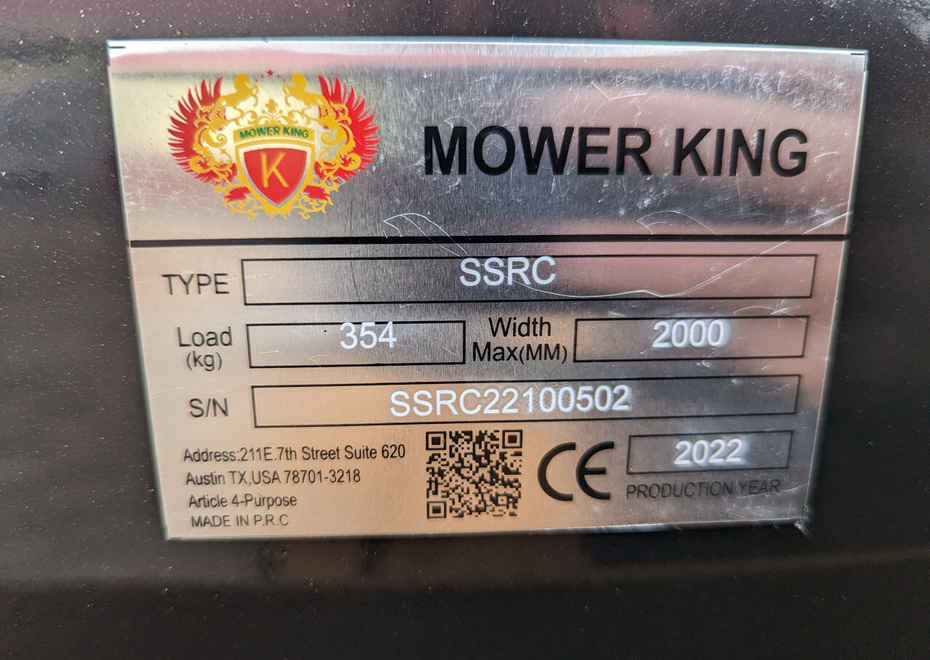 MOWER KING
K
MOWER KING
TYPE SSRC
Load (kg) 354 Width Max(MM) 2000
S/N SSRC22100502
Address:211E.7th Street Suite 620
Austin TX,USA 78701-3218
Article 4-Purpose
MADE IN P.R.C
CE
2022
PRODUCTION YEAR